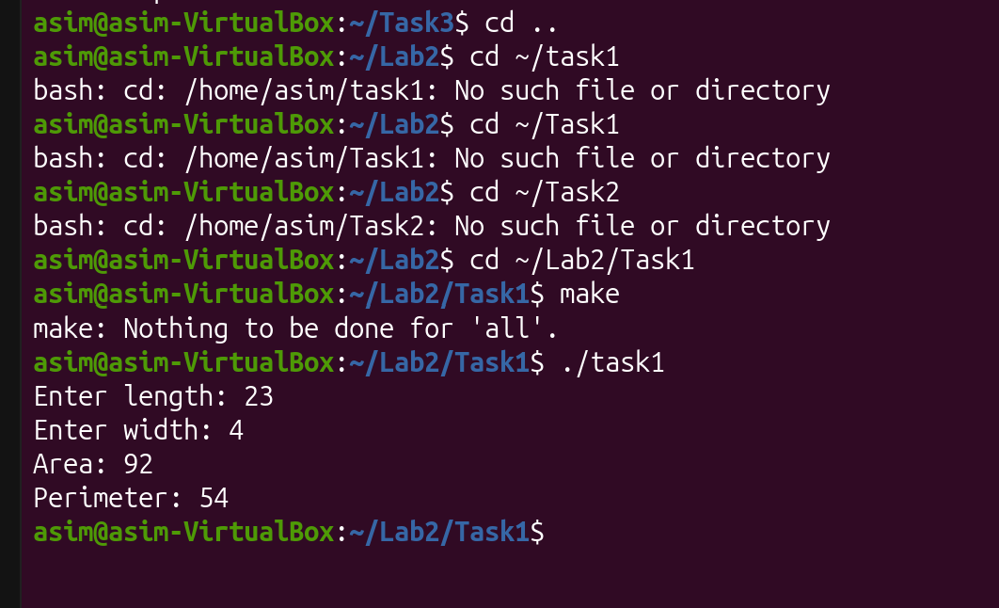 asim@asim-VirtualBox:~/Task3$ cd ..
asim@asim-VirtualBox:~/Lab2$ cd ~/task1
bash: cd: /home/asim/task1: No such file or directory
asim@asim-VirtualBox:~/Lab2$ cd ~/Task1
bash: cd: /home/asim/Task1: No such file or directory
asim@asim-VirtualBox:~/Lab2$ cd ~/Task2
bash: cd: /home/asim/Task2: No such file or directory
asim@asim-VirtualBox:~/Lab2$ cd ~/Lab2/Task1
asim@asim-VirtualBox:~/Lab2/Task1$ make
make: Nothing to be done for 'all'.
asim@asim-VirtualBox:~/Lab2/Task1$ ./task1
Enter length: 23
Enter width: 4
Area: 92
Perimeter: 54
asim@asim-VirtualBox:~/Lab2/Task1$